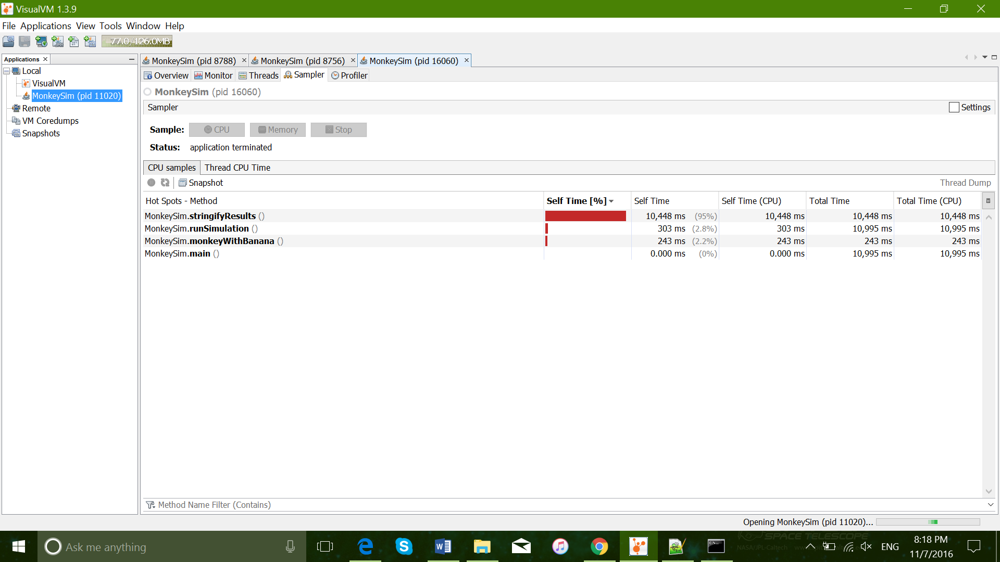 VisualVM 1.3.9
File Applications View Tools Window Help
77.0/126.0MB
Applications
MonkeySim (pid 8788) MonkeySim (pid 8756) MonkeySim (pid 16060)
Local
VisualVM
MonkeySim (pid 11020)
Remote
VM Coredumps
Snapshots
Overview Monitor Threads Sampler Profiler
MonkeySim (pid 16060)
Sampler Settings
Sample: CPU Memory Stop
Status: application terminated
CPU samples Thread CPU Time
Snapshot Thread Dump
Hot Spots - Method Self Time [%] Self Time Self Time (CPU) Total Time Total Time (CPU)
MonkeySim.stringifyResults () 10,448 ms (95%) 10,448 ms 10,448 ms 10,448 ms
MonkeySim.runSimulation () 303 ms (2.8%) 303 ms 10,995 ms 10,995 ms
MonkeySim.monkeyWithBanana () 243 ms (2.2%) 243 ms 243 ms 243 ms
MonkeySim.main () 0.000 ms (0%) 0.000 ms 10,995 ms 10,995 ms
Method Name Filter (Contains)
Opening MonkeySim (pid 11020)...
Ask me anything
SPACE TELESCOPE
NASA/JPL-Caltech
ENG
8:18 PM
11/7/2016